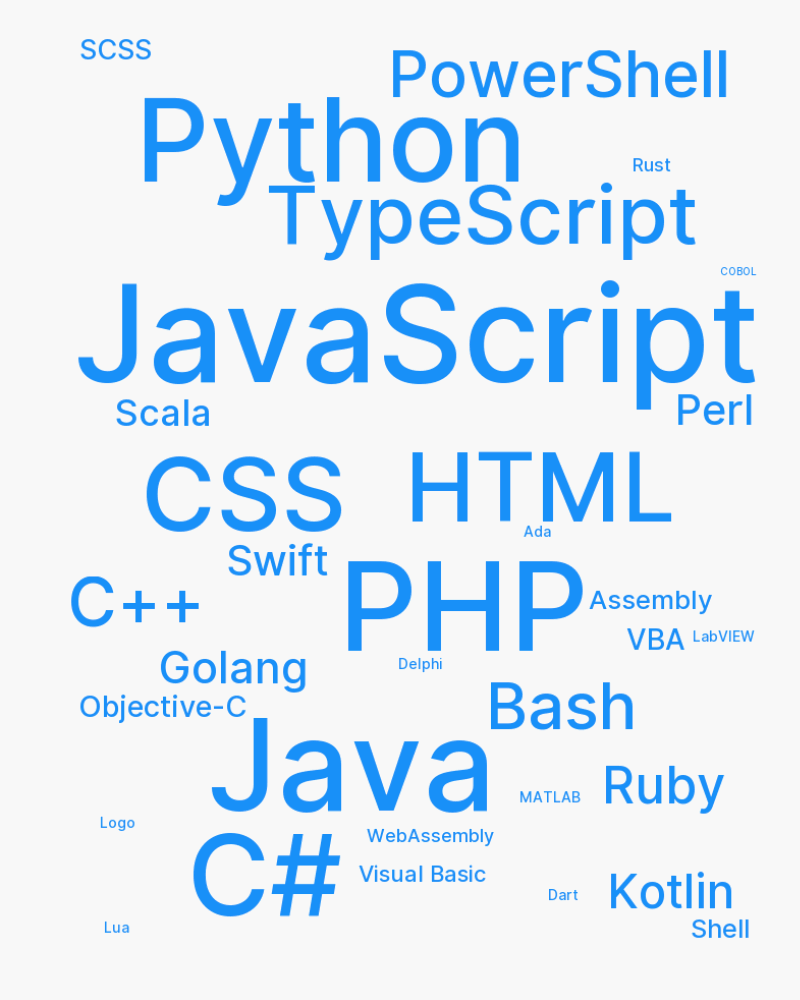 SCSS
PowerShell
Python
Rust
TypeScript
COBOL
JavaScript
Scala
Perl
CSS
HTML
Ada
Swift
PHP
C++
Assembly
VBA
LabVIEW
Golang
Delphi
Objective-C
Bash
Java
Ruby
MATLAB
Logo
WebAssembly
C#
Visual Basic
Kotlin
Dart
Lua
Shell